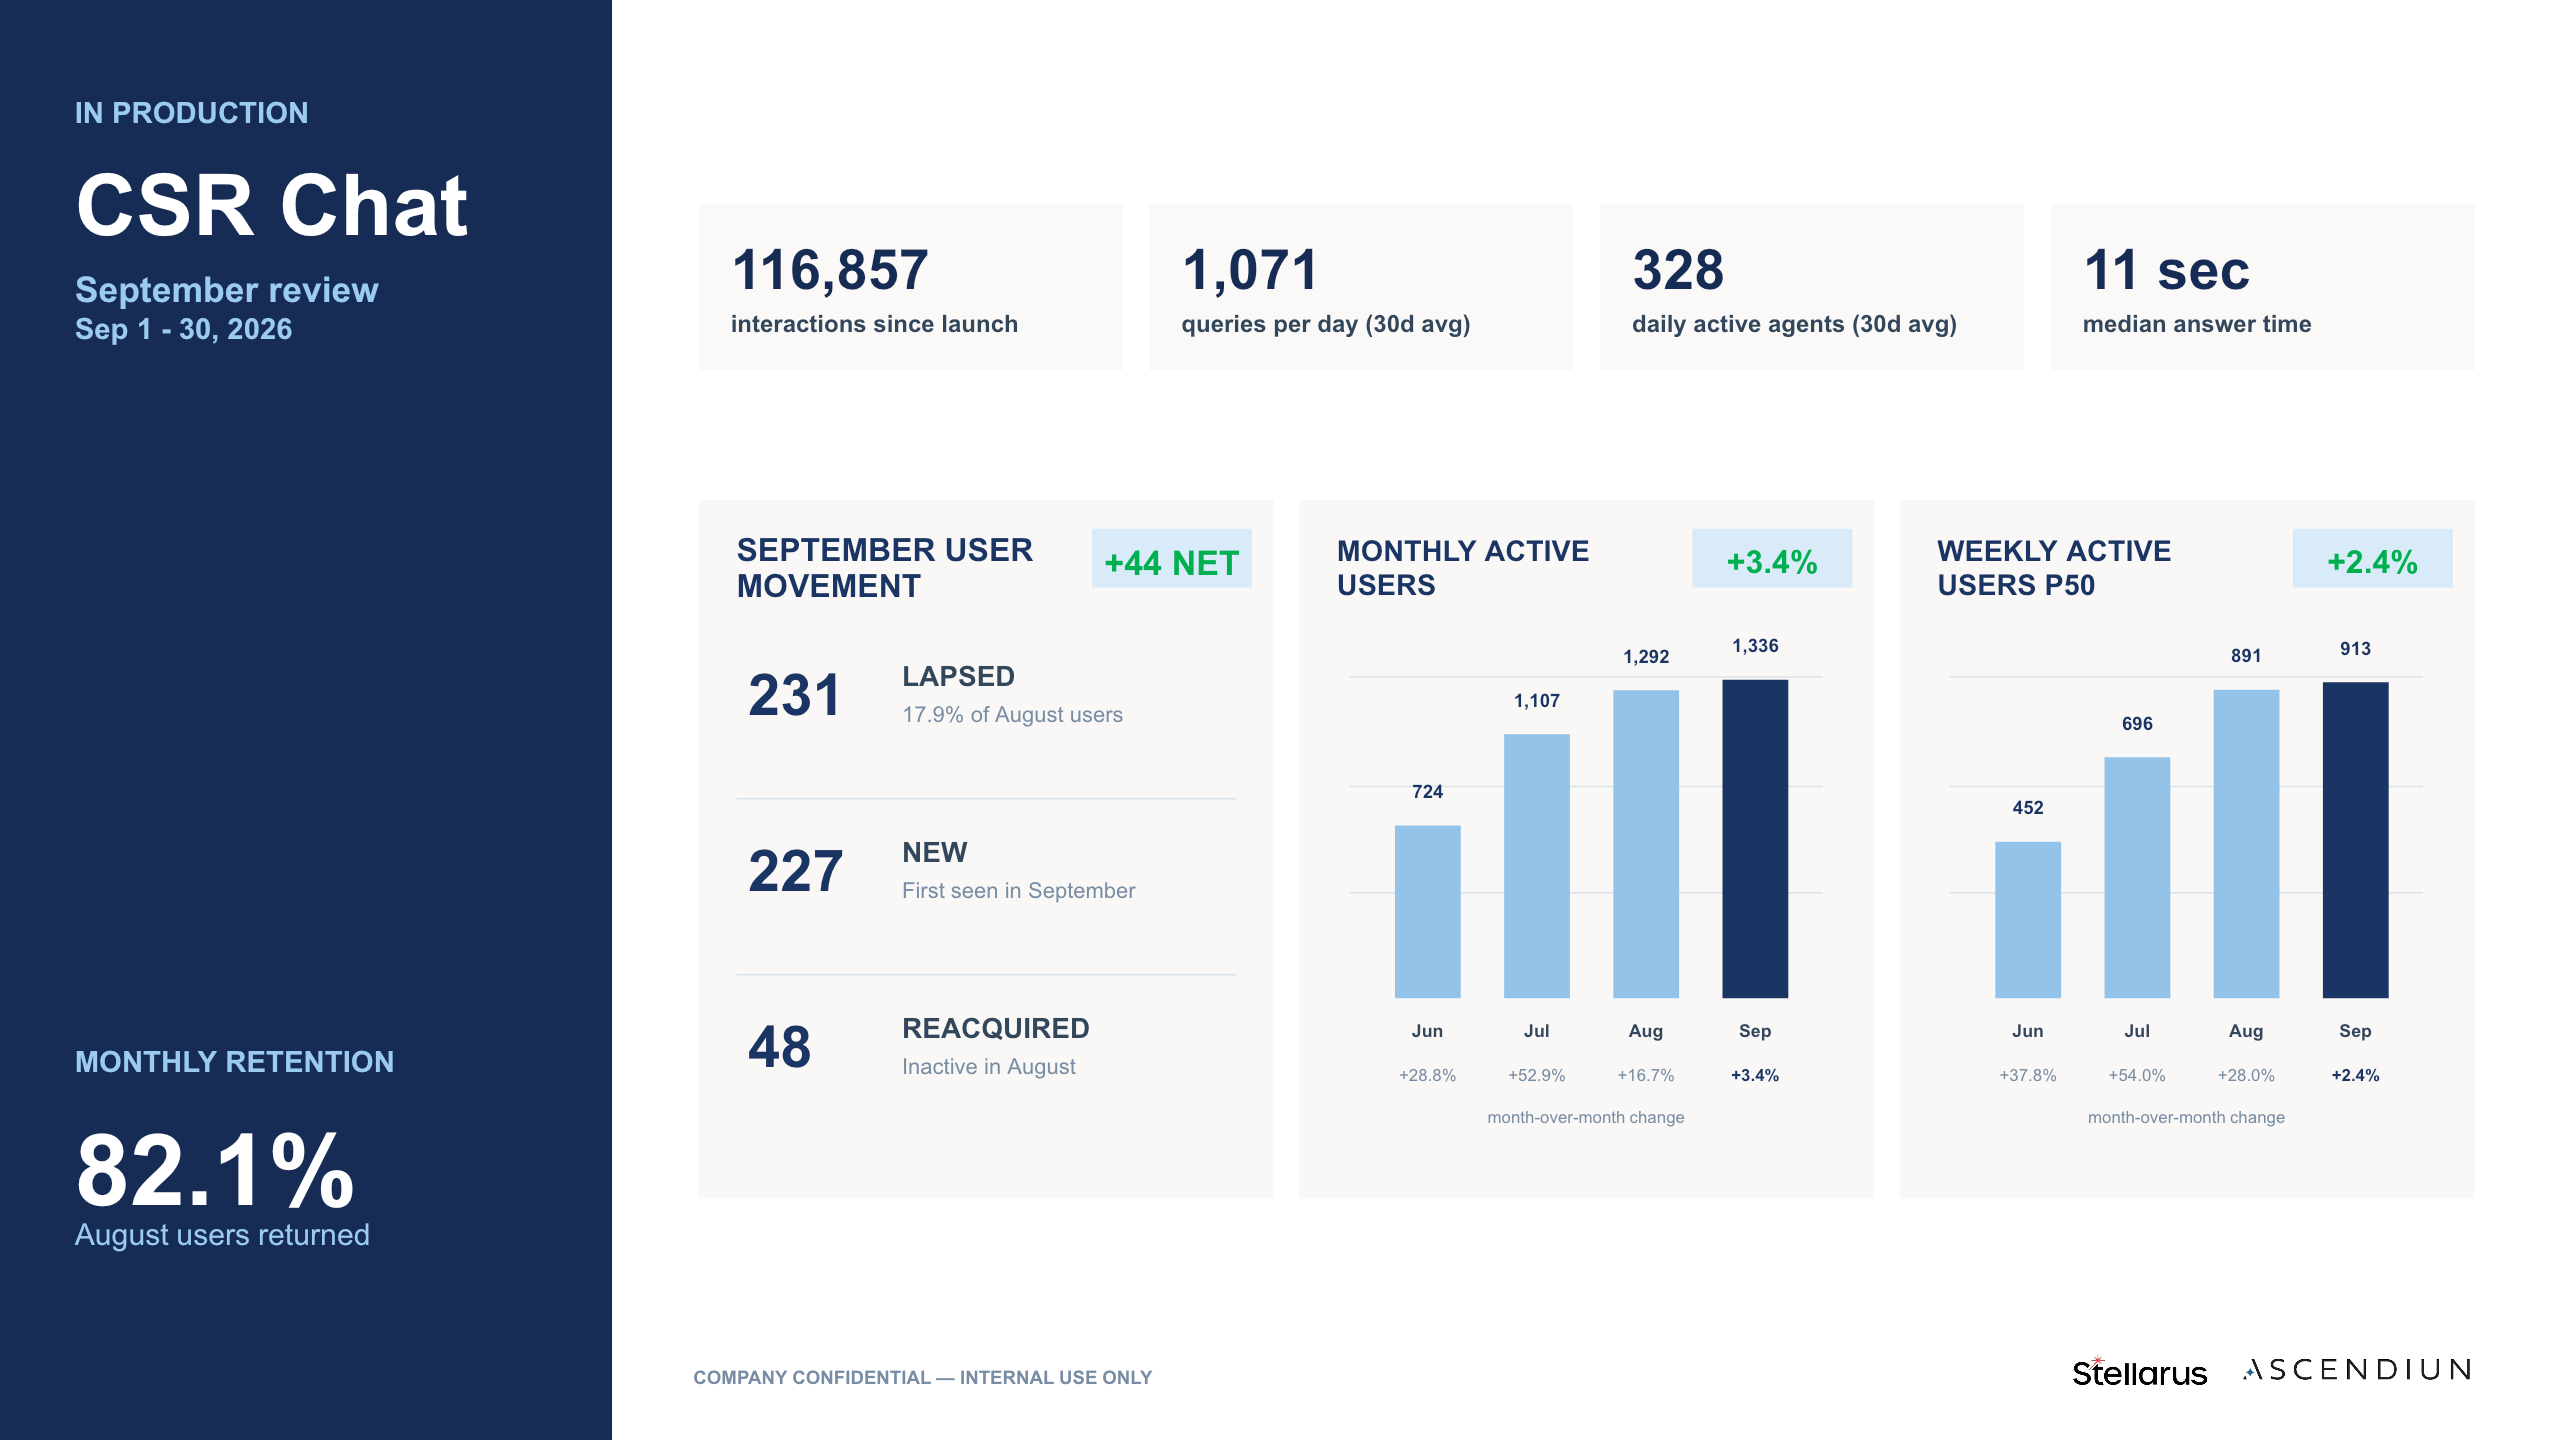 IN PRODUCTION
CSR Chat
September review
Sep 1 - 30, 2026
MONTHLY RETENTION
82.1%
August users returned
116,857
interactions since launch
1,071
queries per day (30d avg)
328
daily active agents (30d avg)
11 sec
median answer time
SEPTEMBER USER
MOVEMENT
+44 NET
231
LAPSED
17.9% of August users
227
NEW
First seen in September
48
REACQUIRED
Inactive in August
MONTHLY ACTIVE
USERS
+3.4%
724
1,107
1,292
1,336
Jun
Jul
Aug
Sep
+28.8%
+52.9%
+16.7%
+3.4%
month-over-month change
WEEKLY ACTIVE
USERS P50
+2.4%
452
696
891
913
Jun
Jul
Aug
Sep
+37.8%
+54.0%
+28.0%
+2.4%
month-over-month change
COMPANY CONFIDENTIAL — INTERNAL USE ONLY
Stellarus
ASCENDIUN